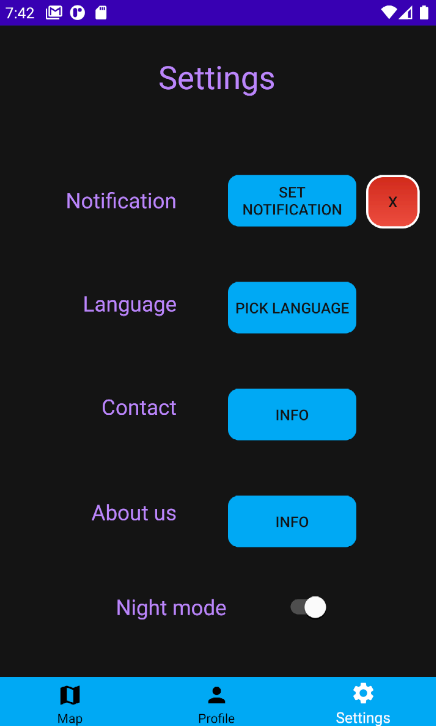 7:42
Settings
Notification
SET
NOTIFICATION
X
Language
PICK LANGUAGE
Contact
INFO
About us
INFO
Night mode
Map
Profile
Settings